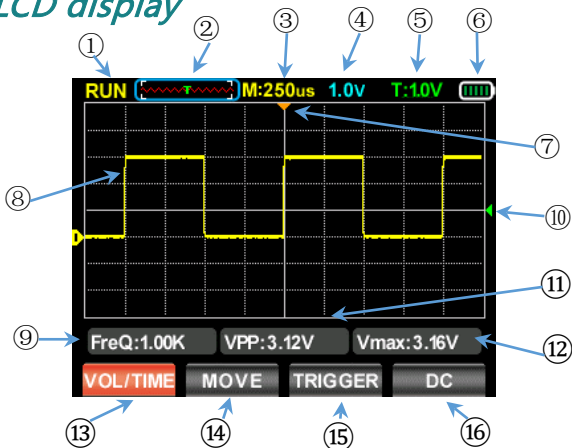 LCD display
① ② ③ ④ ⑤ ⑥
RUN T M:250us 1.0V T:1.0V
⑦
⑧
⑩
1
⑪
⑨ FreQ:1.00K VPP:3.12V Vmax:3.16V ⑫
VOL/TIME MOVE TRIGGER DC
⑬ ⑭ ⑮ ⑯